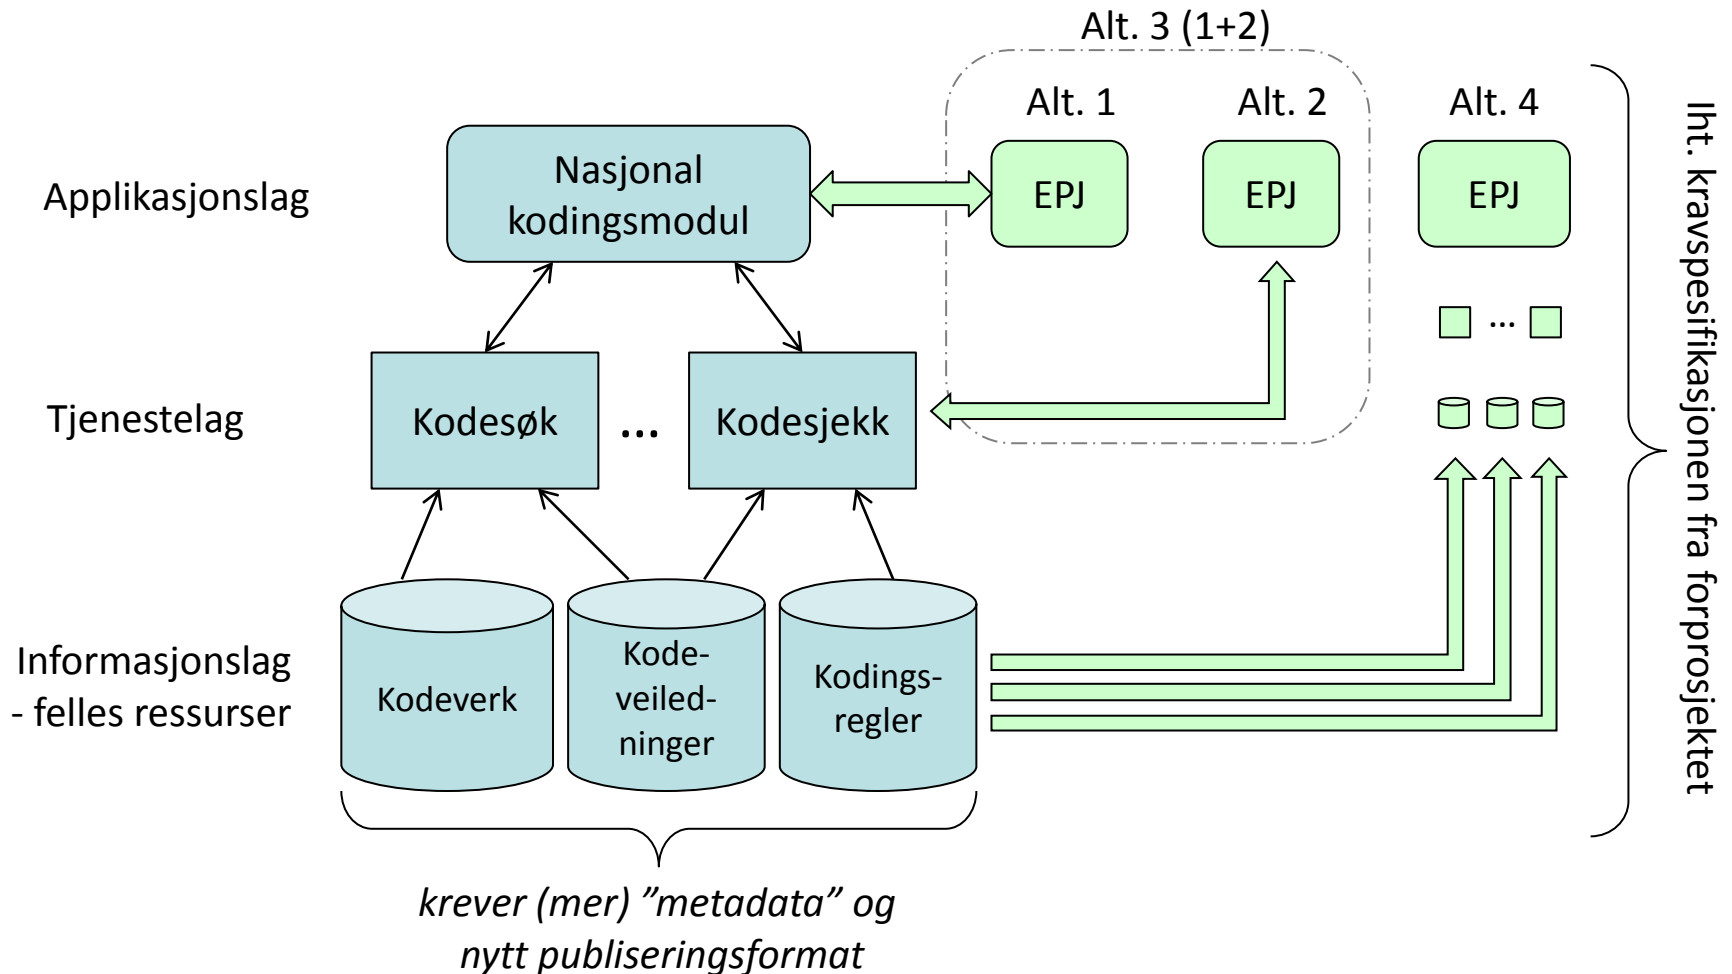 Alt. 3 (1+2)
Alt. 1
Alt. 2
Alt. 4
Applikasjonslag
Nasjonal
kodingsmodul
EPJ
EPJ
EPJ
...
Tjenestelag
Kodesøk
...
Kodesjekk
Informasjonslag
- felles ressurser
Kodeverk
Kode-
veiled-
ninger
Kodings-
regler
krever (mer) ”metadata” og
nytt publiseringsformat
Iht. kravspesifikasjonen fra forprosjektet